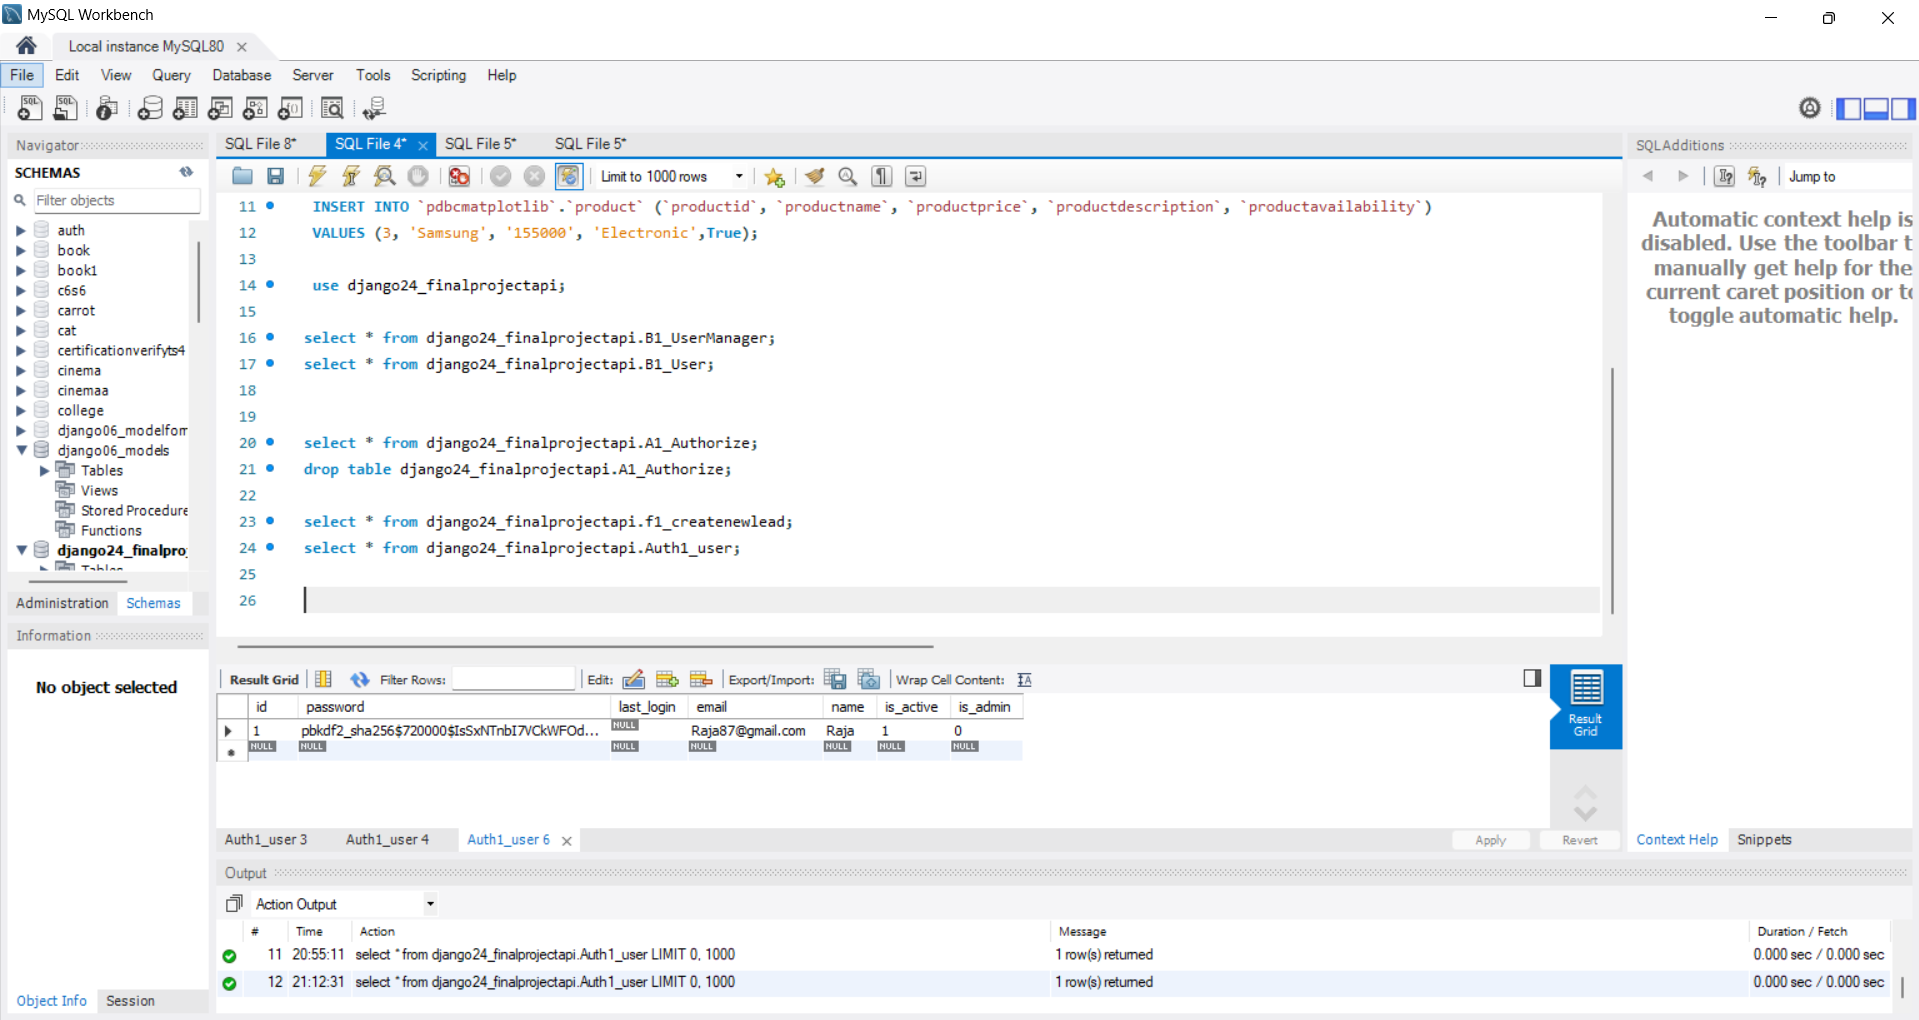 MySQL Workbench
Local instance MySQL80
File Edit View Query Database Server Tools Scripting Help
Navigator
SCHEMAS
Filter objects
auth
book
book1
c6s6
carrot
cat
certificationverifyts4
cinema
cinemaa
college
django06_modelforr
django06_models
Tables
Views
Stored Procedure
Functions
django24_finalpro
Tables
Administration Schemas
Information
No object selected
Object Info Session
SQL File 8* SQL File 4* SQL File 5* SQL File 5*
Limit to 1000 rows
11 INSERT INTO `pdbcmatplotlib`.`product` (`productid`, `productname`, `productprice`, `productdescription`, `productavailability`)
12 VALUES (3, 'Samsung', '155000', 'Electronic',True);
13
14 use django24_finalprojectapi;
15
16 select * from django24_finalprojectapi.B1_UserManager;
17 select * from django24_finalprojectapi.B1_User;
18
19
20 select * from django24_finalprojectapi.A1_Authorize;
21 drop table django24_finalprojectapi.A1_Authorize;
22
23 select * from django24_finalprojectapi.f1_createnewlead;
24 select * from django24_finalprojectapi.Auth1_user;
25
26
Result Grid Filter Rows: Edit: Export/Import: Wrap Cell Content:
id password last_login email name is_active is_admin
1 pbkdf2_sha256$720000$IsSxNTnbI7VCkWFOd... NULL Raja87@gmail.com Raja 1 0
NULL NULL NULL NULL NULL NULL NULL
Result
Grid
Auth1_user 3 Auth1_user 4 Auth1_user 6
Apply Revert
Output
Action Output
# Time Action Message Duration / Fetch
11 20:55:11 select * from django24_finalprojectapi.Auth1_user LIMIT 0, 1000 1 row(s) returned 0.000 sec / 0.000 sec
12 21:12:31 select * from django24_finalprojectapi.Auth1_user LIMIT 0, 1000 1 row(s) returned 0.000 sec / 0.000 sec
SQLAdditions
Jump to
Automatic context help is
disabled. Use the toolbar t
manually get help for the
current caret position or to
toggle automatic help.
Context Help Snippets